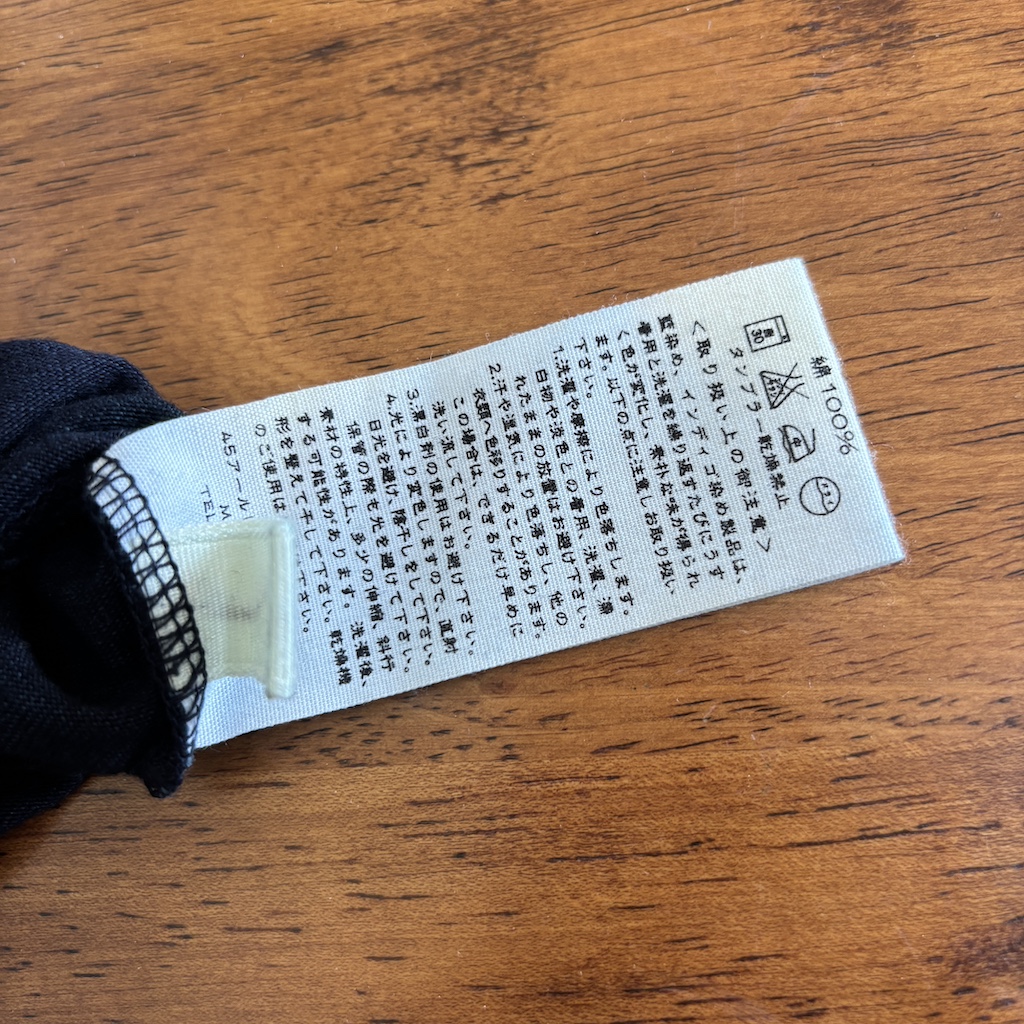 綿 100%
30
タンブラー乾燥禁止
<取り扱い上の御注意>
藍染め、インディゴ染め製品は、
着用と洗濯を繰り返すたびにうす
く色が変化し、素朴な味が得られ
ます。以下の点に注意しお取り扱い
下さい。
1.洗濯や摩擦により色落ちします。
白物や淡色との着用、洗濯、濡
れたままの放置はお避け下さい。
2.汗や湿気により色落ちし、他の
衣類へ色移りすることがあります。
この場合は、できるだけ早めに
洗い流して下さい。
3.漂白剤の使用はお避け下さい。
4.光により変色しますので、直射
日光を避け、陰干しをして下さい。
保管の際も光を避けて下さい。
素材の特性上、多少の伸縮、斜行
する可能性があります。洗濯後、
形を整えて干して下さい。乾燥機
のご使用は 下さい。
TEL